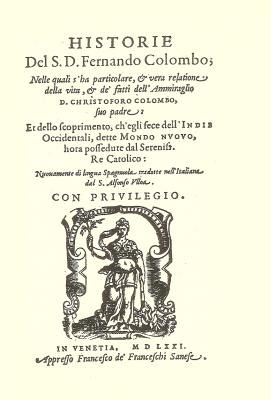 HISTORIE
Del S. D. Fernando Colombo;
Nelle quali s'ha particolare, & vera relatione
della vita, & de' fatti dell'Ammiraglio
D. CHRISTOFORO COLOMBO,
suo padre:
Et dello scoprimento, ch'egli fece dell'INDIE
Occidentali, dette MONDO NUOVO,
hora possedute dal Sereniss.
Re Catolico:
Nuouamente di lingua Spagnuola tradotte nell'Italiana
dal S. Alfonso Vlloa.
CON PRIVILEGIO.
IN VENETIA, M D LXXI.
Appresso Francesco de' Franceschi Sanese.